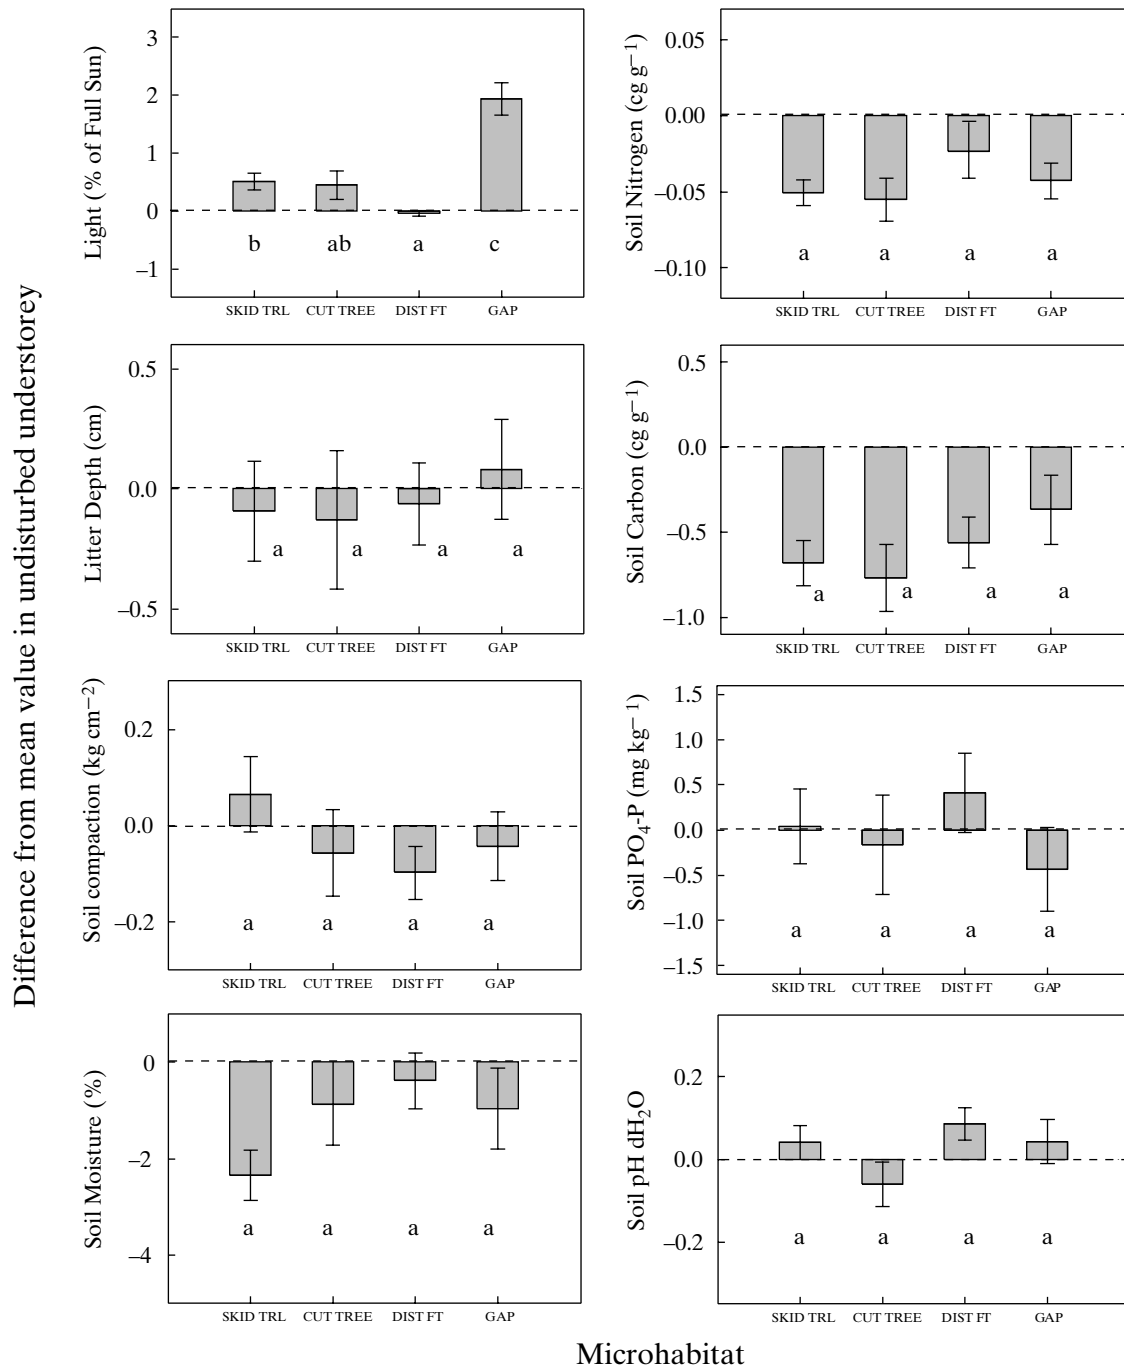 Difference from mean value in undisturbed understorey
Light (% of Full Sun)
3
2
1
0
–1
b ab a c
SKID TRL CUT TREE DIST FT GAP
Soil Nitrogen (cg g–1)
0.05
0.00
–0.05
–0.10
a a a a
SKID TRL CUT TREE DIST FT GAP
Litter Depth (cm)
0.5
0.0
–0.5
a a a a
SKID TRL CUT TREE DIST FT GAP
Soil Carbon (cg g–1)
0.5
0.0
–0.5
–1.0
a a a a
SKID TRL CUT TREE DIST FT GAP
Soil compaction (kg cm–2)
0.2
0.0
–0.2
a a a a
SKID TRL CUT TREE DIST FT GAP
Soil PO4-P (mg kg–1)
1.5
1.0
0.5
0.0
–0.5
–1.0
–1.5
a a a a
SKID TRL CUT TREE DIST FT GAP
Soil Moisture (%)
0
–2
–4
a a a a
SKID TRL CUT TREE DIST FT GAP
Soil pH dH2O
0.2
0.0
–0.2
a a a a
SKID TRL CUT TREE DIST FT GAP
Microhabitat